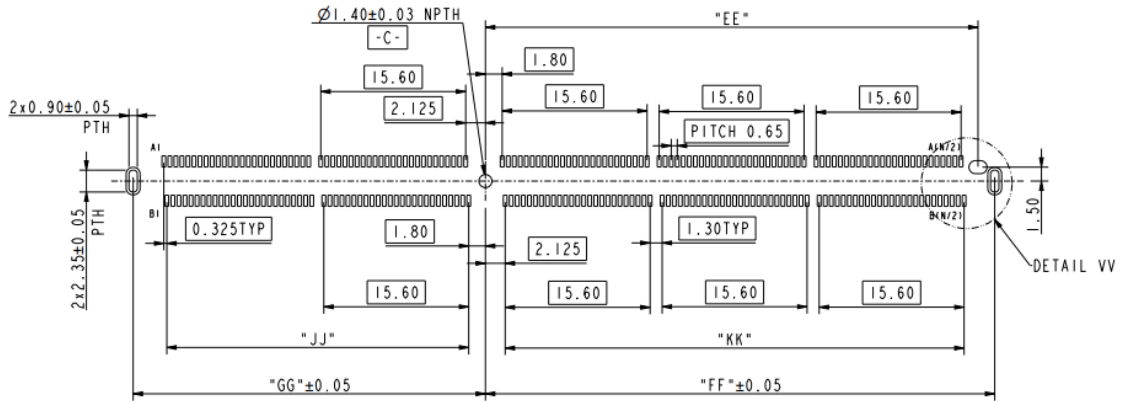 Ø1.40±0.03 NPTH
-C-
"EE"
1.80
15.60
2.125
15.60
15.60
15.60
2x0.90±0.05
PTH
PITCH 0.65
A1
A(N/2)
B1
B(N/2)
2x2.35±0.05
PTH
0.325TYP
1.80
2.125
1.30TYP
1.50
DETAIL VV
15.60
15.60
15.60
15.60
"JJ"
"KK"
"GG"±0.05
"FF"±0.05